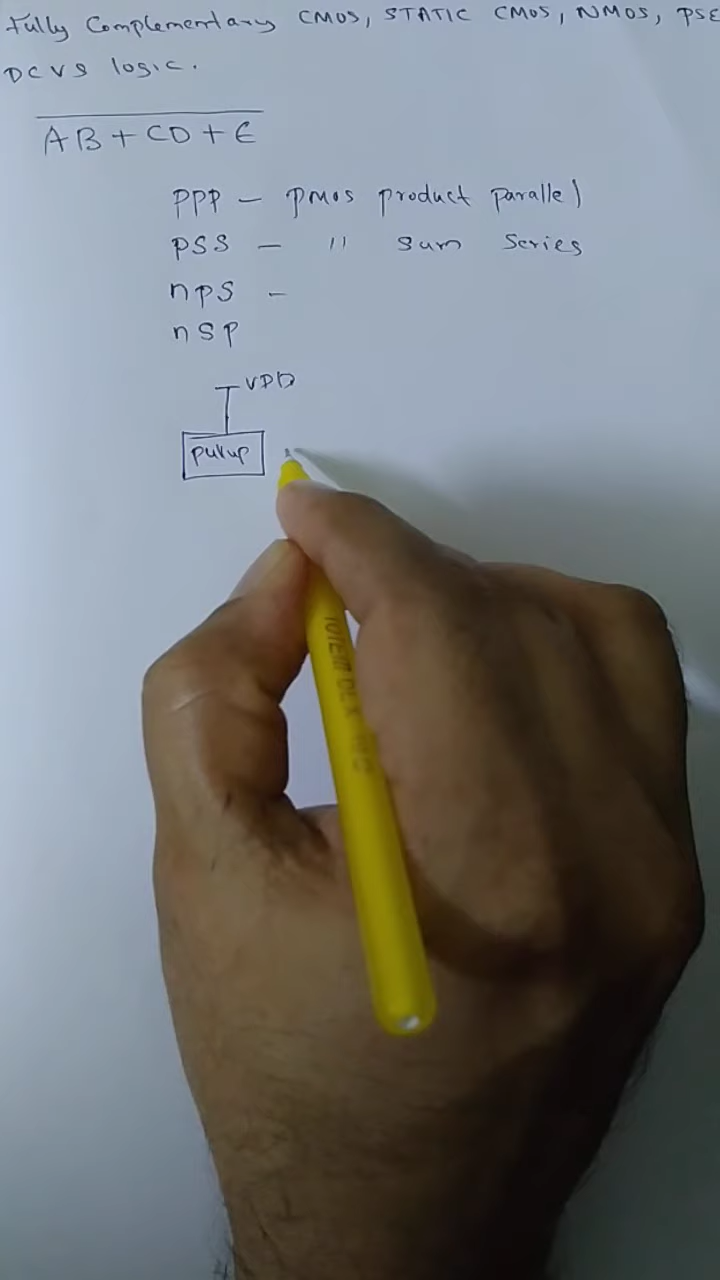 Fully Complementary CMOS, STATIC CMOS, NMOS, PSE
DCVS logic.
AB + CD + E
PPP - PMOS product parallel
PSS - " sum series
nps -
nsp
VDD
pullup